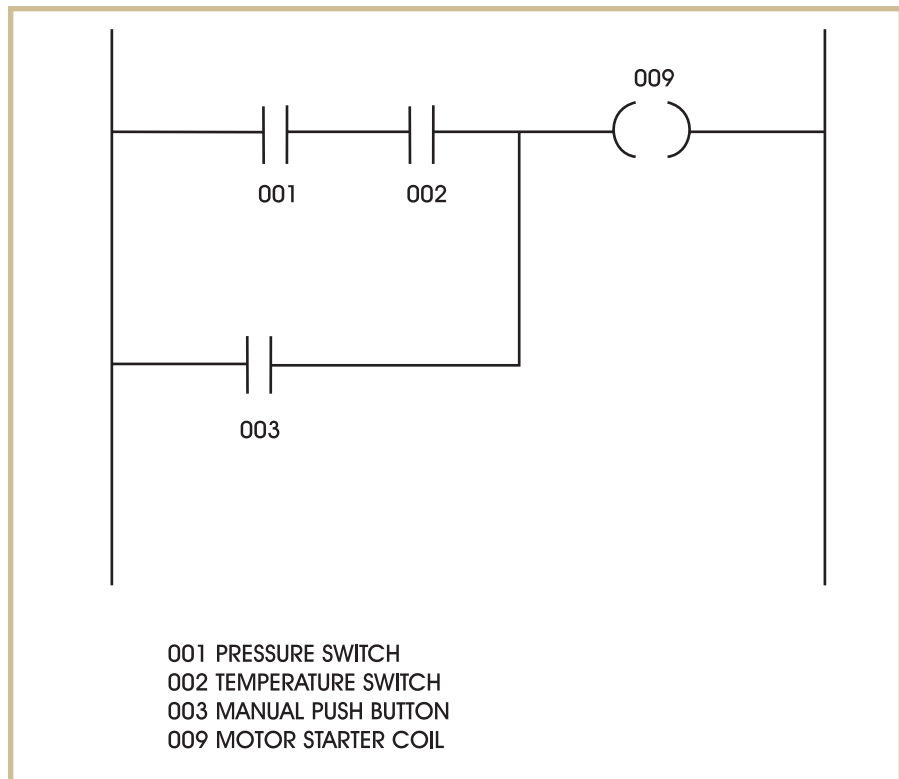 009
001 002
003
001 PRESSURE SWITCH
002 TEMPERATURE SWITCH
003 MANUAL PUSH BUTTON
009 MOTOR STARTER COIL